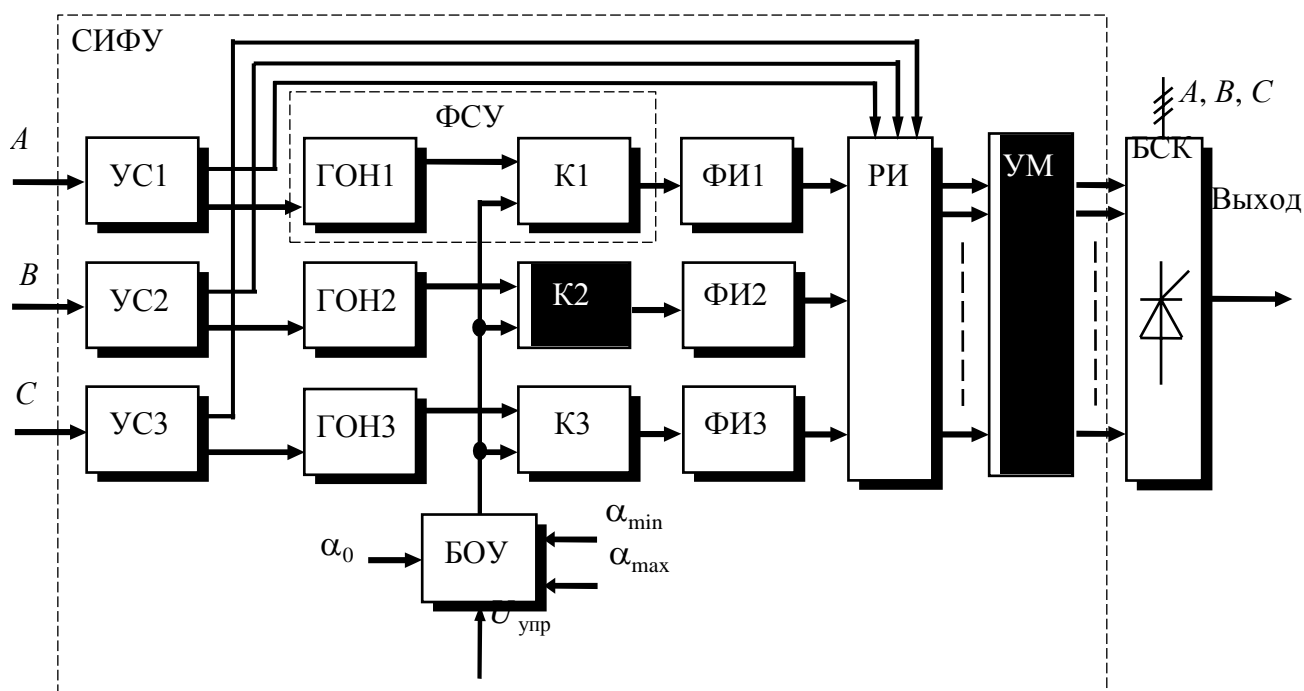 СИФУ
A, B, C
ФСУ
A
УС1
ГОН1
К1
ФИ1
РИ
УМ
БСК
Выход
B
УС2
ГОН2
К2
ФИ2
C
УС3
ГОН3
К3
ФИ3
αmin
α0
БОУ
αmax
Uупр